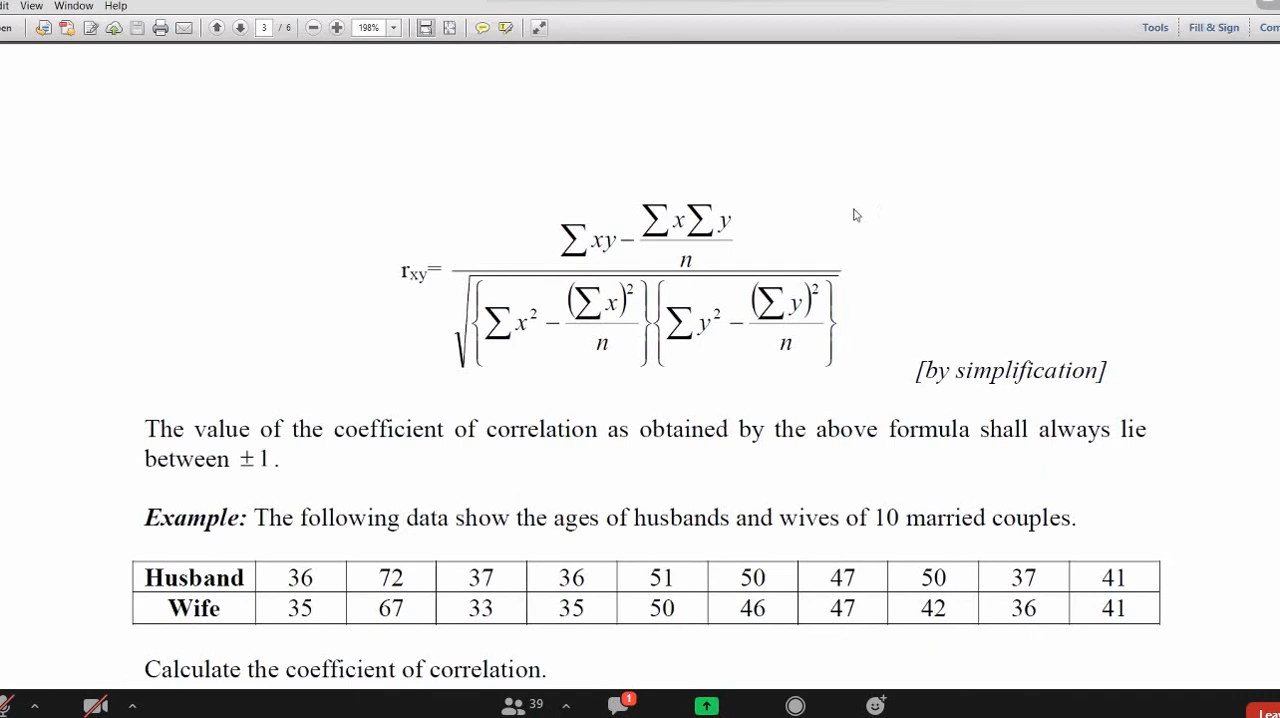 dit View Window Help
pen 3 / 6 198% Tools Fill & Sign Com
r_xy = (∑xy − (∑x∑y)/n) / √({∑x² − (∑x)²/n}{∑y² − (∑y)²/n})
[by simplification]
The value of the coefficient of correlation as obtained by the above formula shall always lie
between ±1.
Example: The following data show the ages of husbands and wives of 10 married couples.
Husband 36 72 37 36 51 50 47 50 37 41
Wife 35 67 33 35 50 46 47 42 36 41
Calculate the coefficient of correlation.
39 1
Lea